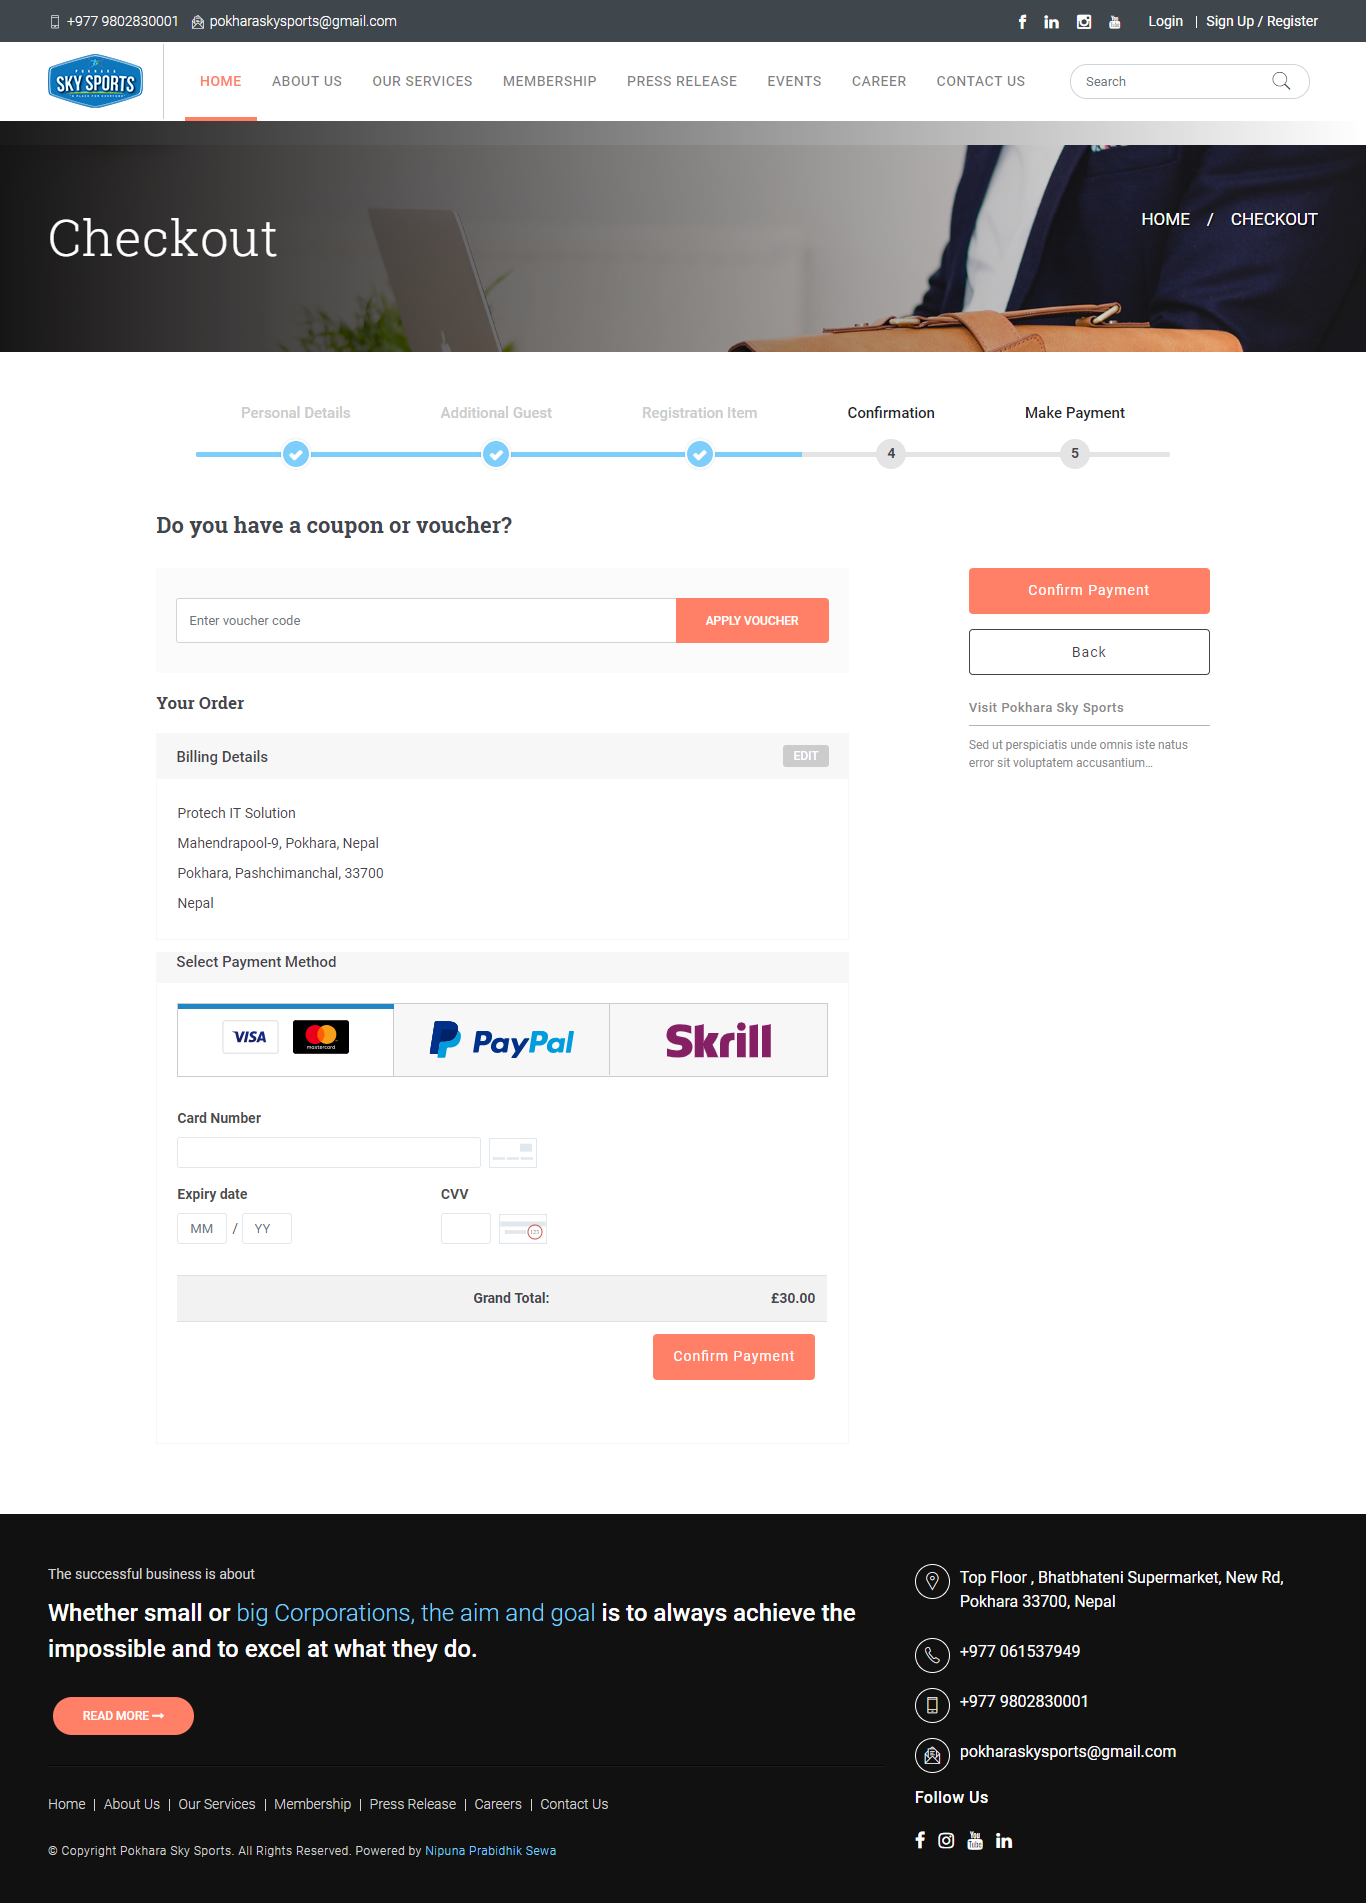 +977 9802830001 pokharaskysports@gmail.com Login | Sign Up / Register
POKHARA
SKY SPORTS
HOME ABOUT US OUR SERVICES MEMBERSHIP PRESS RELEASE EVENTS CAREER CONTACT US Search
Checkout
HOME / CHECKOUT
Personal Details Additional Guest Registration Item Confirmation Make Payment
4 5
Do you have a coupon or voucher?
Enter voucher code APPLY VOUCHER
Confirm Payment
Back
Your Order
Visit Pokhara Sky Sports
Sed ut perspiciatis unde omnis iste natus
error sit voluptatem accusantium...
Billing Details EDIT
Protech IT Solution
Mahendrapool-9, Pokhara, Nepal
Pokhara, Pashchimanchal, 33700
Nepal
Select Payment Method
VISA mastercard PayPal Skrill
Card Number
Expiry date CVV
MM / YY 123
Grand Total: £30.00
Confirm Payment
The successful business is about
Whether small or big Corporations, the aim and goal is to always achieve the
impossible and to excel at what they do.
READ MORE
Top Floor , Bhatbhateni Supermarket, New Rd,
Pokhara 33700, Nepal
+977 061537949
+977 9802830001
pokharaskysports@gmail.com
Follow Us
You Tube in
Home | About Us | Our Services | Membership | Press Release | Careers | Contact Us
© Copyright Pokhara Sky Sports. All Rights Reserved. Powered by Nipuna Prabidhik Sewa